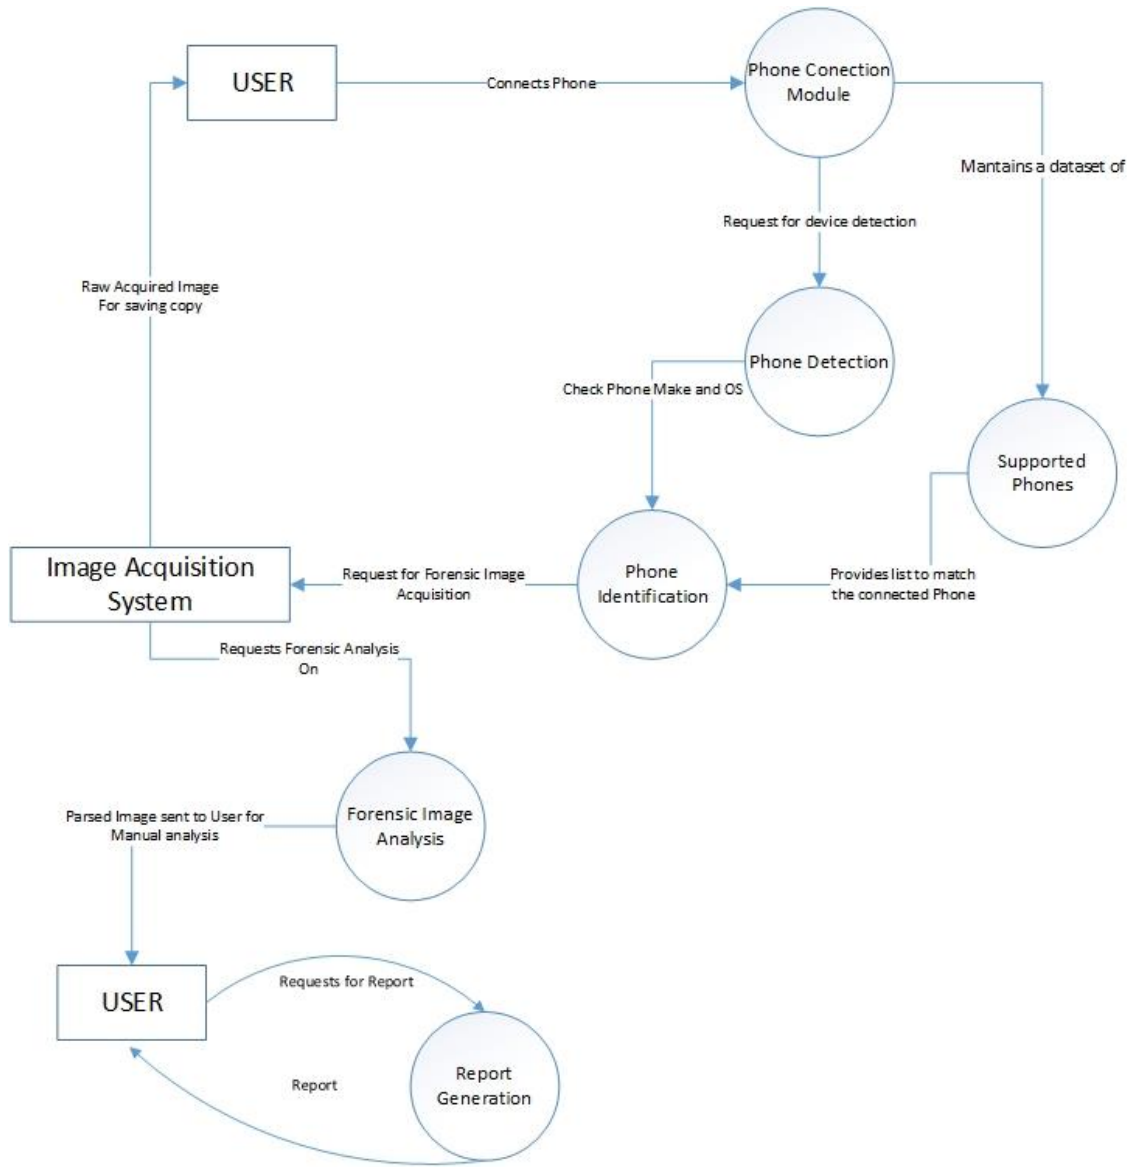 USER
Connects Phone
Phone Conection
Module
Mantains a dataset of
Request for device detection
Raw Acquired Image
For saving copy
Phone Detection
Check Phone Make and OS
Supported
Phones
Image Acquisition
System
Request for Forensic Image
Acquisition
Phone
Identification
Provides list to match
the connected Phone
Requests Forensic Analysis
On
Parsed Image sent to User for
Manual analysis
Forensic Image
Analysis
USER
Requests for Report
Report
Report
Generation